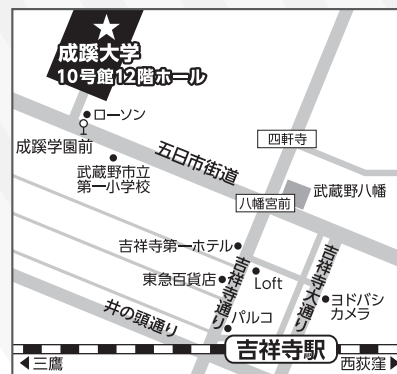 成蹊大学
10号館12階ホール
ローソン
成蹊学園前
武蔵野市立
第一小学校
五日市街道
四軒寺
武蔵野八幡
八幡宮前
吉祥寺第一ホテル
東急百貨店
吉祥寺通り
Loft
吉祥寺大通り
ヨドバシ
カメラ
井の頭通り
パルコ
吉祥寺駅
三鷹
西荻窪